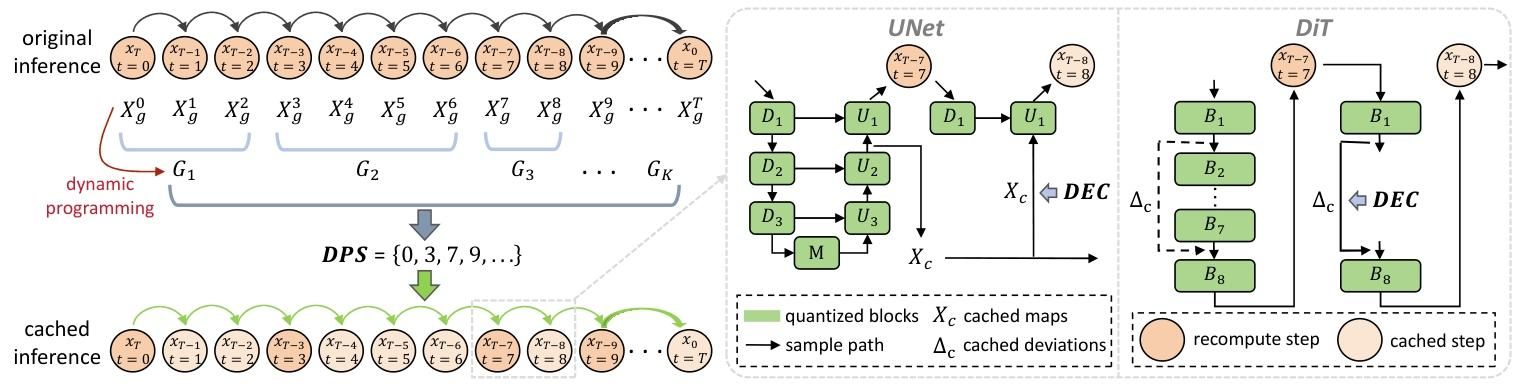 original
inference
x_T x_{T-1} x_{T-2} x_{T-3} x_{T-4} x_{T-5} x_{T-6} x_{T-7} x_{T-8} x_{T-9} ··· x_0
t = 0 t = 1 t = 2 t = 3 t = 4 t = 5 t = 6 t = 7 t = 8 t = 9 t = T
X_g^0 X_g^1 X_g^2 X_g^3 X_g^4 X_g^5 X_g^6 X_g^7 X_g^8 X_g^9 ··· X_g^T
G_1 G_2 G_3 ··· G_K
dynamic
programming
DPS = {0, 3, 7, 9, ...}
cached
inference
x_T x_{T-1} x_{T-2} x_{T-3} x_{T-4} x_{T-5} x_{T-6} x_{T-7} x_{T-8} x_{T-9} ··· x_0
t = 0 t = 1 t = 2 t = 3 t = 4 t = 5 t = 6 t = 7 t = 8 t = 9 t = T
UNet
x_{T-7} x_{T-8}
t = 7 t = 8
D_1 U_1 D_1 U_1
D_2 U_2
X_c DEC
D_3 U_3
M X_c
quantized blocks X_c cached maps
sample path Δ_c cached deviations
DiT
x_{T-7} x_{T-8}
t = 7 t = 8
B_1 B_1
B_2
Δ_c ⋮ Δ_c DEC
B_7
B_8 B_8
recompute step cached step